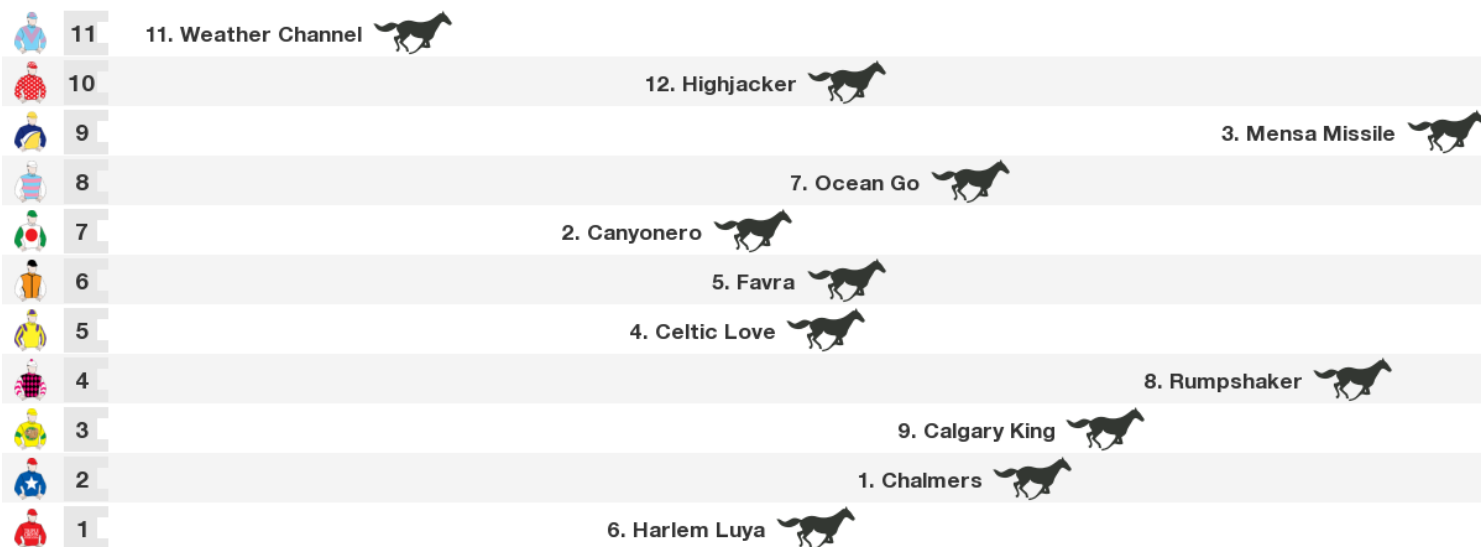 11 11. Weather Channel
10 12. Highjacker
9 3. Mensa Missile
8 7. Ocean Go
7 2. Canyonero
6 5. Favra
5 4. Celtic Love
4 8. Rumpshaker
3 9. Calgary King
2 1. Chalmers
1 6. Harlem Luya